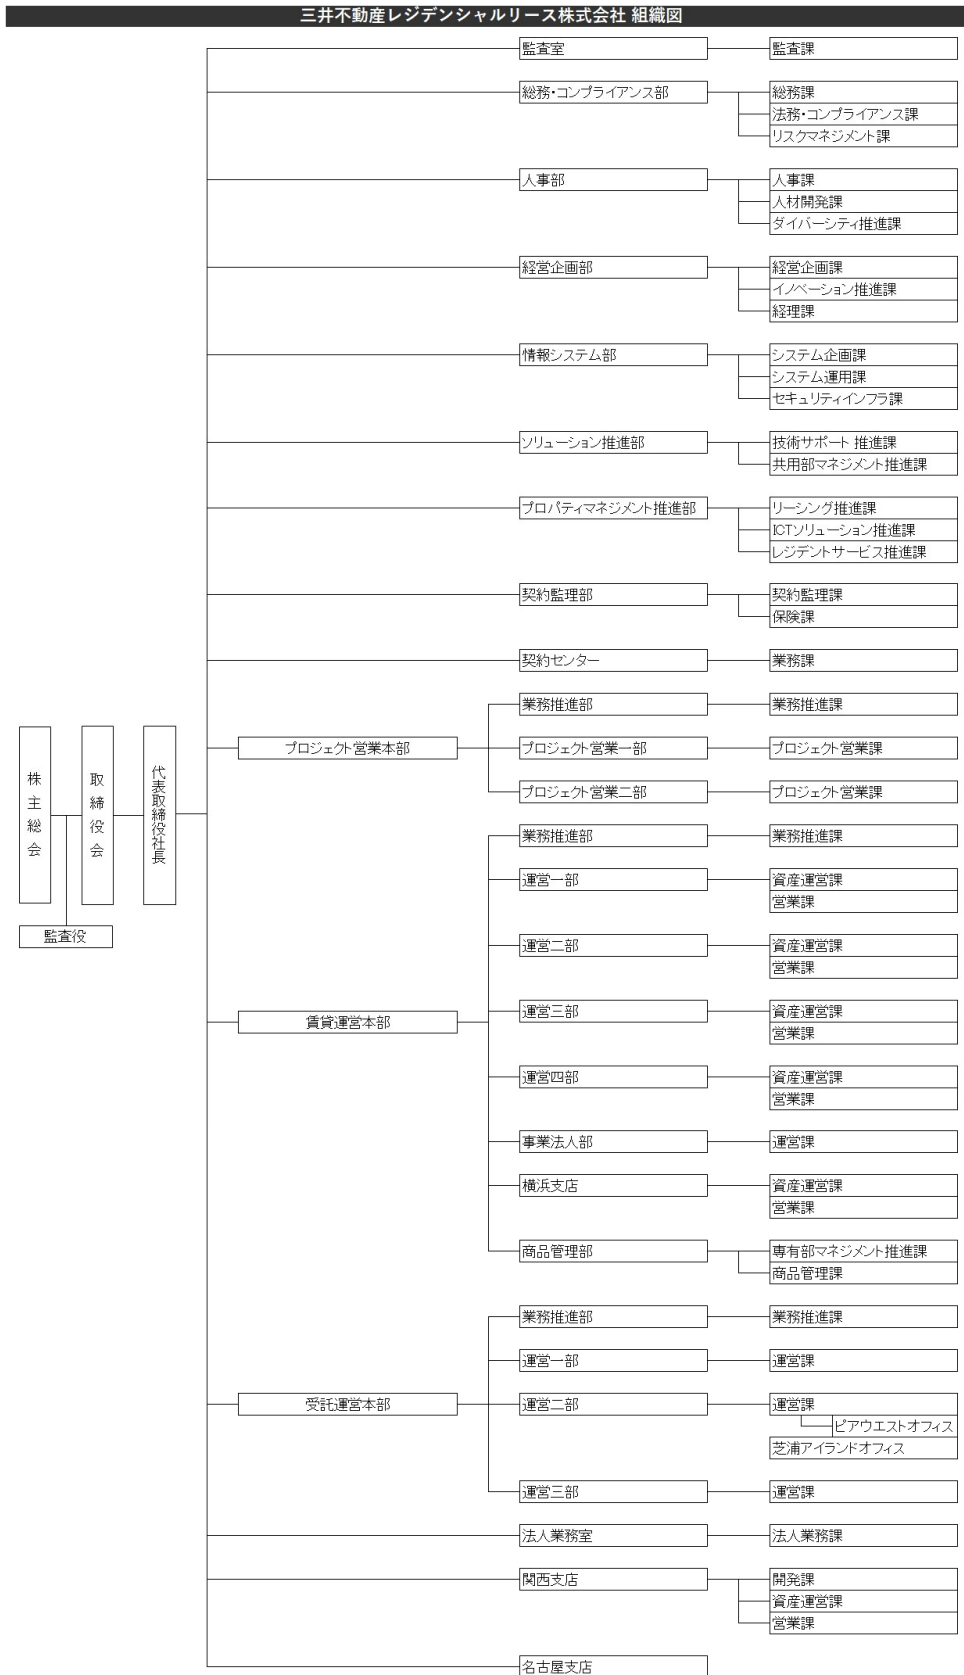 三井不動産レジデンシャルリース株式会社 組織図
株主総会
取締役会
代表取締役社長
監査役
監査室
監査課
総務・コンプライアンス部
総務課
法務・コンプライアンス課
リスクマネジメント課
人事部
人事課
人材開発課
ダイバーシティ推進課
経営企画部
経営企画課
イノベーション推進課
経理課
情報システム部
システム企画課
システム運用課
セキュリティインフラ課
ソリューション推進部
技術サポート 推進課
共用部マネジメント推進課
プロパティマネジメント推進部
リーシング推進課
ICTソリューション推進課
レジデントサービス推進課
契約監理部
契約監理課
保険課
契約センター
業務課
プロジェクト営業本部
業務推進部
業務推進課
プロジェクト営業一部
プロジェクト営業課
プロジェクト営業二部
プロジェクト営業課
賃貸運営本部
業務推進部
業務推進課
運営一部
資産運営課
営業課
運営二部
資産運営課
営業課
運営三部
資産運営課
営業課
運営四部
資産運営課
営業課
事業法人部
運営課
横浜支店
資産運営課
営業課
商品管理部
専有部マネジメント推進課
商品管理課
受託運営本部
業務推進部
業務推進課
運営一部
運営課
運営二部
運営課
ピアウエストオフィス
芝浦アイランドオフィス
運営三部
運営課
法人業務室
法人業務課
関西支店
開発課
資産運営課
営業課
名古屋支店